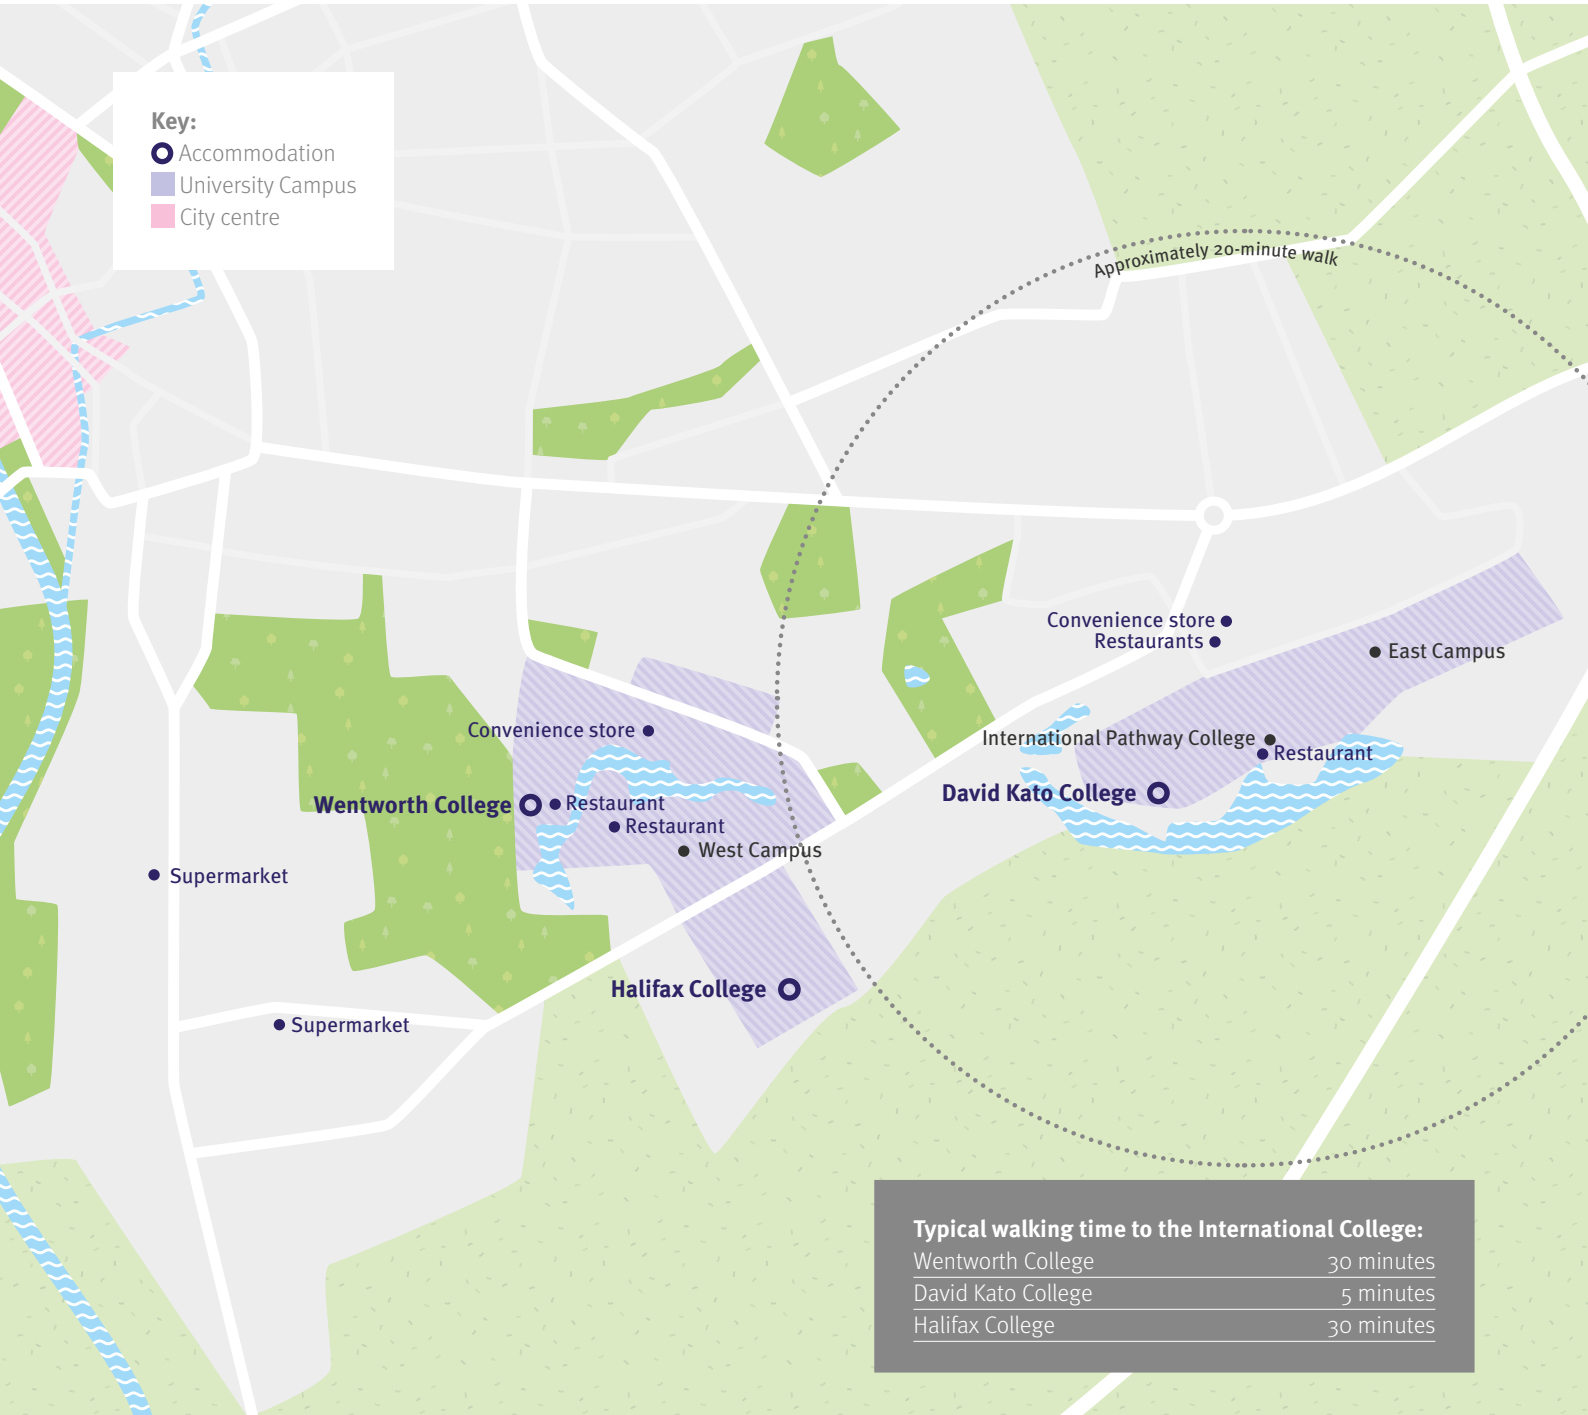 Key:
Accommodation
University Campus
City centre
Approximately 20-minute walk
Convenience store
Restaurants
East Campus
Convenience store
International Pathway College
Restaurant
David Kato College
Wentworth College
Restaurant
Restaurant
West Campus
Supermarket
Halifax College
Supermarket
Typical walking time to the International College:
Wentworth College 30 minutes
David Kato College 5 minutes
Halifax College 30 minutes